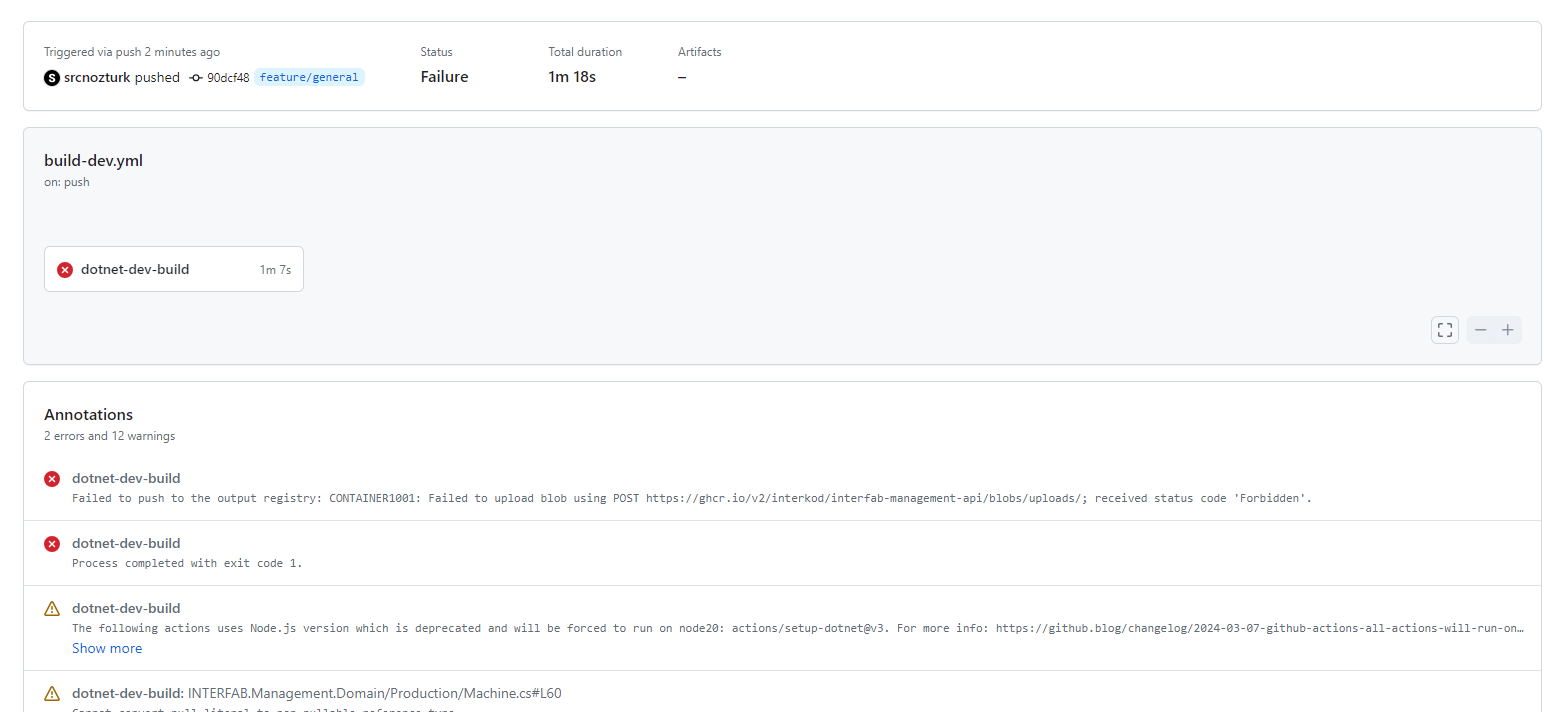 Triggered via push 2 minutes ago
S srcnozturk pushed 90dcf48 feature/general
Status
Failure
Total duration
1m 18s
Artifacts
–
build-dev.yml
on: push
dotnet-dev-build 1m 7s
Annotations
2 errors and 12 warnings
dotnet-dev-build
Failed to push to the output registry: CONTAINER1001: Failed to upload blob using POST https://ghcr.io/v2/interkod/interfab-management-api/blobs/uploads/; received status code 'Forbidden'.
dotnet-dev-build
Process completed with exit code 1.
dotnet-dev-build
The following actions uses Node.js version which is deprecated and will be forced to run on node20: actions/setup-dotnet@v3. For more info: https://github.blog/changelog/2024-03-07-github-actions-all-actions-will-run-on…
Show more
dotnet-dev-build: INTERFAB.Management.Domain/Production/Machine.cs#L60